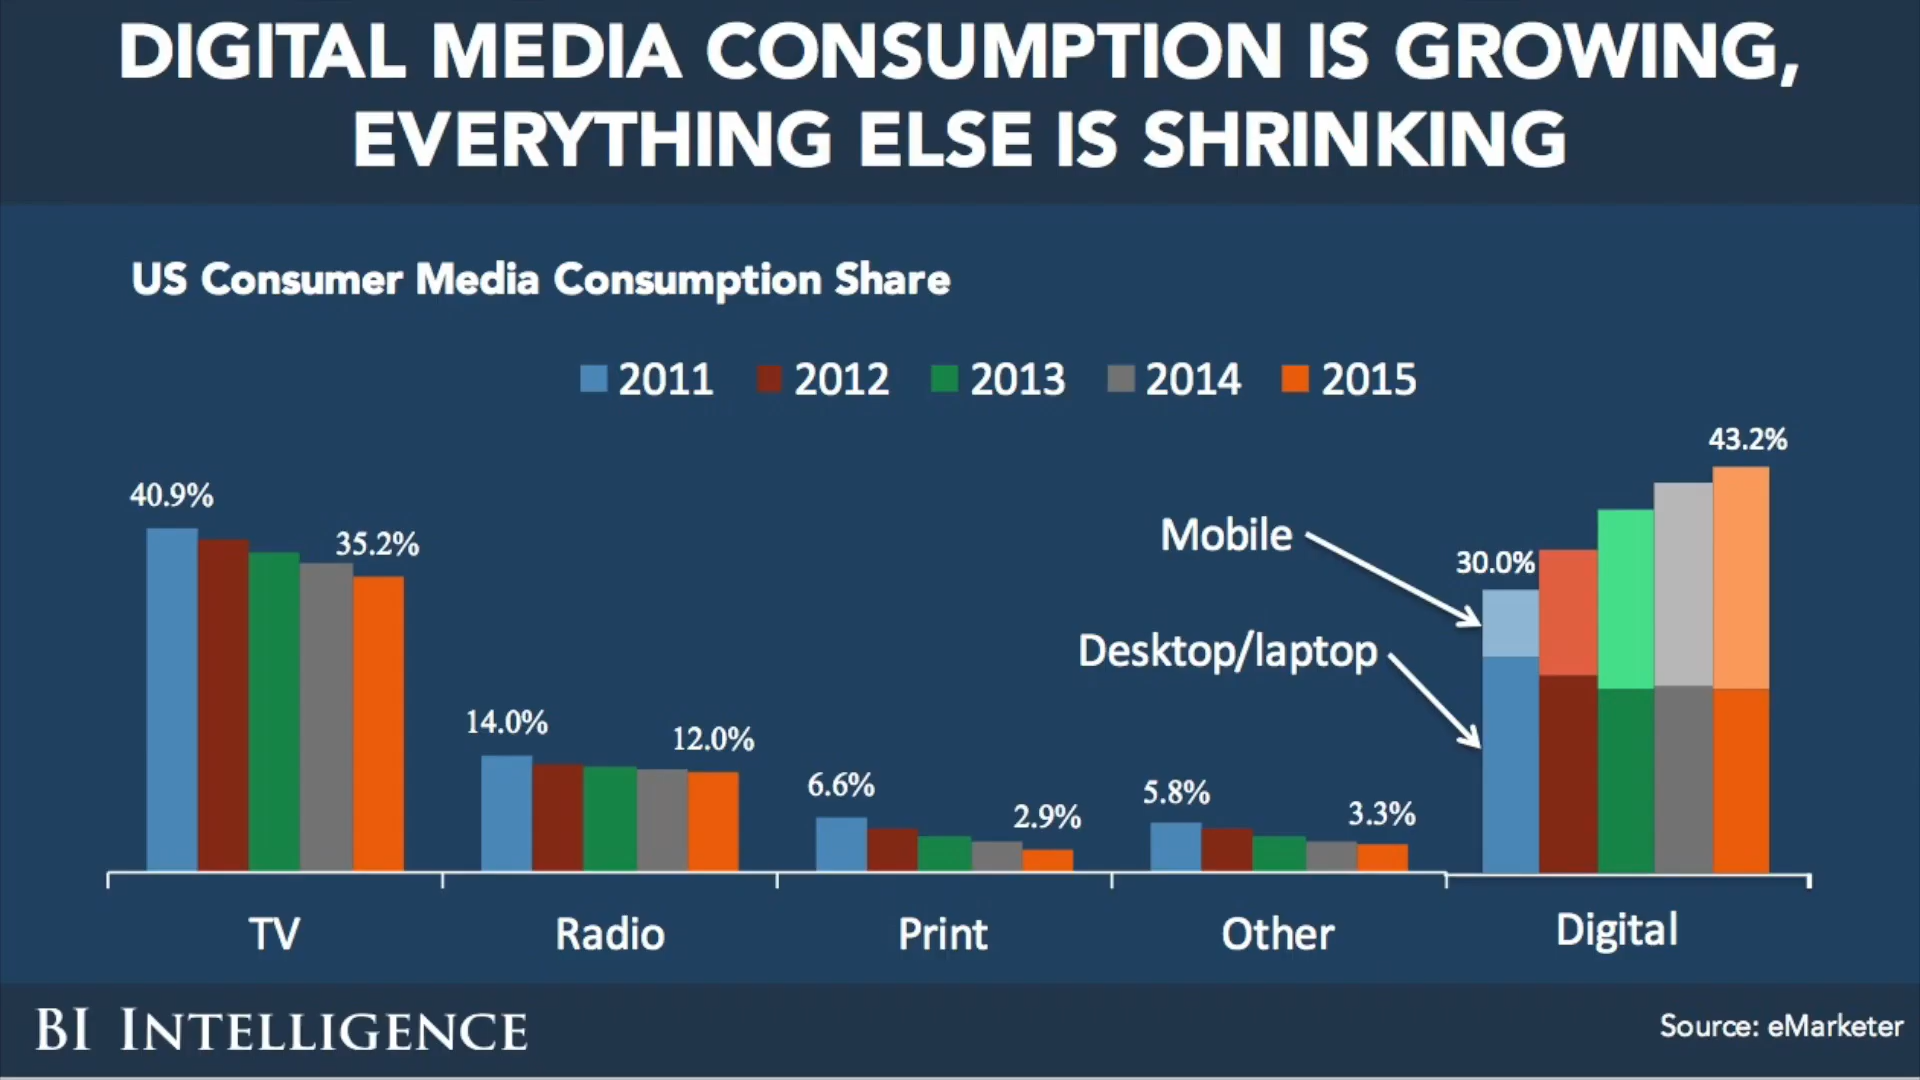 DIGITAL MEDIA CONSUMPTION IS GROWING,
EVERYTHING ELSE IS SHRINKING
US Consumer Media Consumption Share
2011 2012 2013 2014 2015
40.9%
35.2%
14.0%
12.0%
6.6%
2.9%
5.8%
3.3%
Mobile
Desktop/laptop
30.0%
43.2%
TV
Radio
Print
Other
Digital
BI INTELLIGENCE
Source: eMarketer